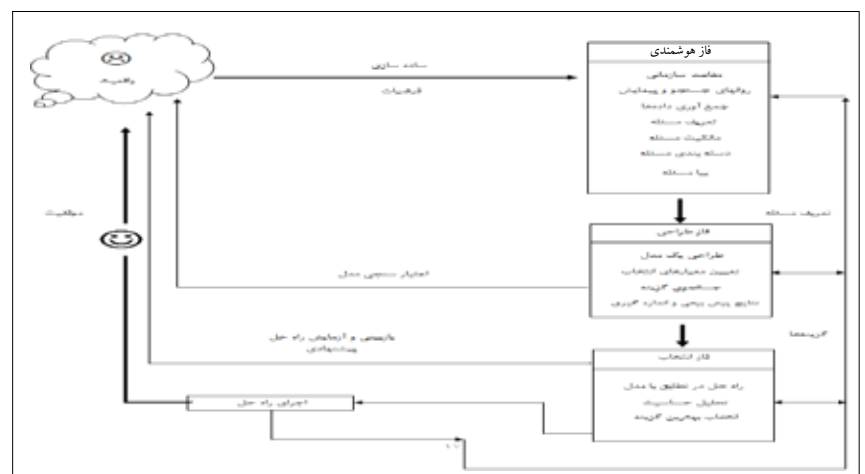 فاز هوشمندی
مقاصد سازمانی
روالهای جستجو و پیمایش
جمع آوری داده‌ها
تعریف مسئله
مالکیت مسئله
دسته بندی مسئله
بیا مسئله
ساده سازی
فرضیات
واقعیت
موفقیت
تعریف مسئله
فاز طراحی
طراحی یک مدل
تعیین معیارهای انتخاب
جستجوی گزینه
نتایج پیش بینی و اندازه گیری
اعتبار سنجی مدل
گزینه‌ها
بازبینی و آزمایش راه حل
پیشنهادی
فاز انتخاب
راه حل در تطابق با مدل
تحلیل حساسیت
انتخاب بهترین گزینه
اجرای راه حل